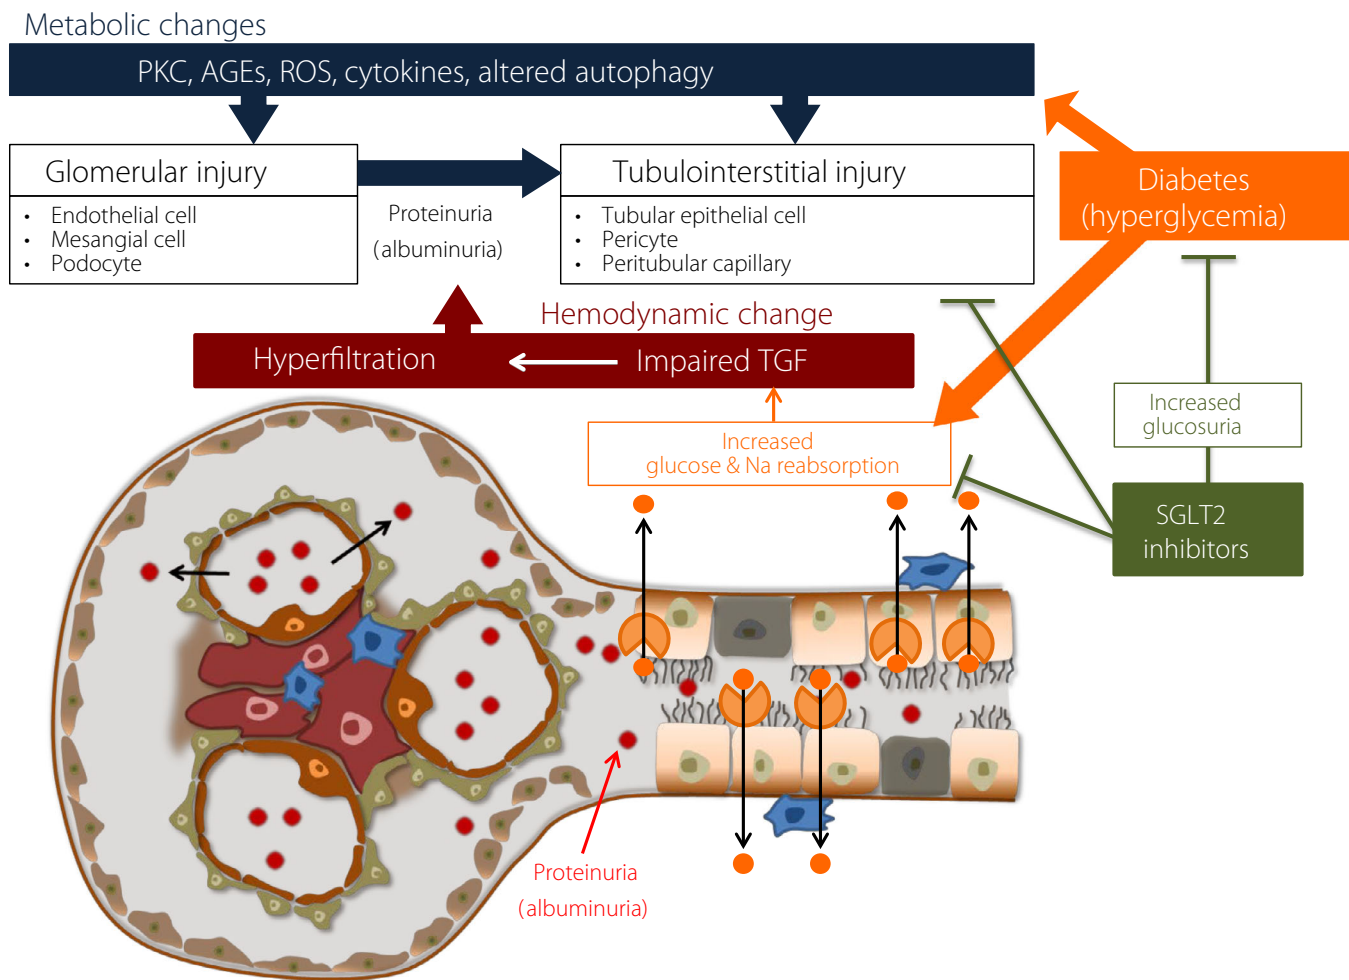 Metabolic changes
PKC, AGEs, ROS, cytokines, altered autophagy
Glomerular injury
• Endothelial cell
• Mesangial cell
• Podocyte
Proteinuria
(albuminuria)
Tubulointerstitial injury
• Tubular epithelial cell
• Pericyte
• Peritubular capillary
Diabetes
(hyperglycemia)
Hemodynamic change
Hyperfiltration
Impaired TGF
Increased
glucose & Na reabsorption
Increased
glucosuria
SGLT2
inhibitors
Proteinuria
(albuminuria)